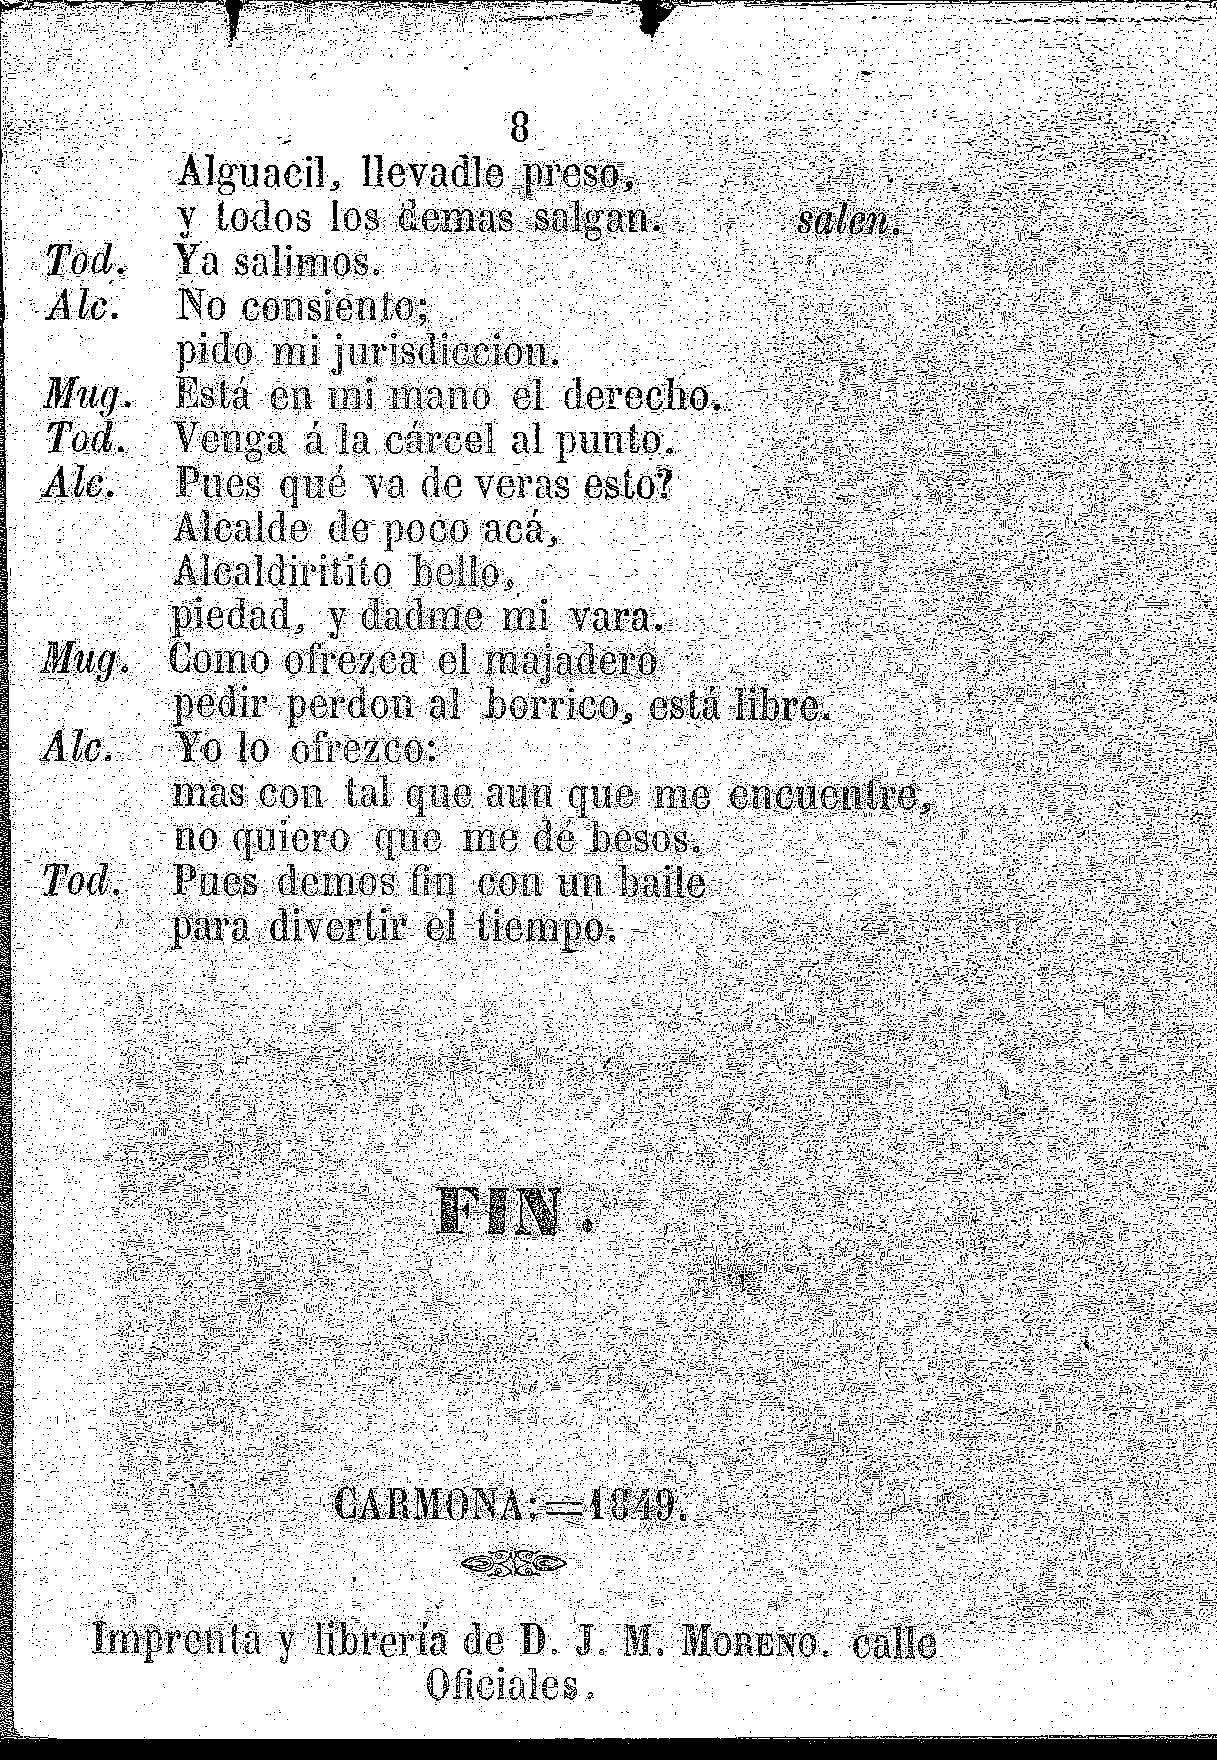 8
Alguacil, llevadle preso,
y todos los demas salgan. salen.
Tod. Ya salimos.
Alc. No consiento;
pido mi jurisdiccion.
Mug. Está en mi mano el derecho.
Tod. Venga á la cárcel al punto.
Alc. Pues qué va de veras esto?
Alcalde de poco acá,
Alcaldiritito bello,
piedad, y dadme mi vara.
Mug. Como ofrezca el majadero
pedir perdon al borrico, está libre.
Alc. Yo lo ofrezco:
mas con tal que aun que me encuentre,
no quiero que me dé besos.
Tod. Pues demos fin con un baile
para divertir el tiempo.
FIN.
CARMONA:=1849.
Imprenta y librería de D. J. M. MORENO. calle
Oficiales.